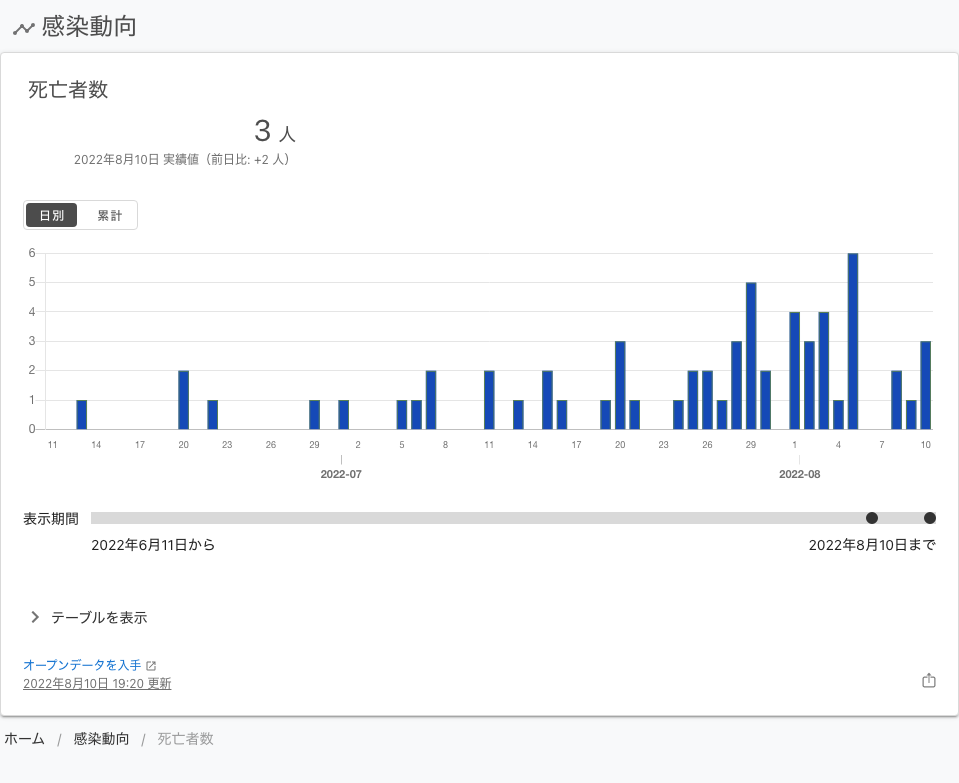 感染動向
死亡者数
3 人
2022年8月10日 実績値（前日比: +2 人）
日別 累計
6
5
4
3
2
1
0
11 14 17 20 23 26 29 2 5 8 11 14 17 20 23 26 29 1 4 7 10
2022-07 2022-08
表示期間
2022年6月11日から 2022年8月10日まで
テーブルを表示
オープンデータを入手
2022年8月10日 19:20 更新
ホーム / 感染動向 / 死亡者数